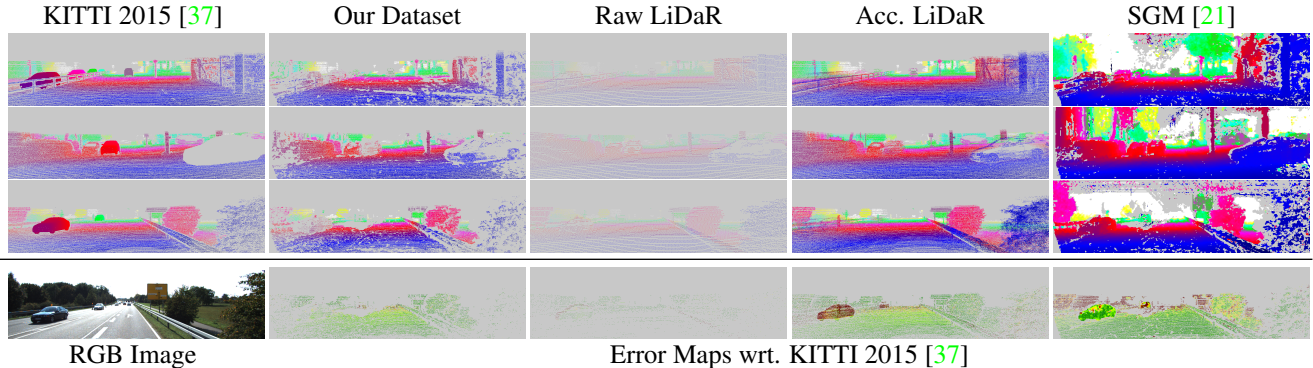 KITTI 2015 [37] Our Dataset Raw LiDaR Acc. LiDaR SGM [21]
RGB Image Error Maps wrt. KITTI 2015 [37]